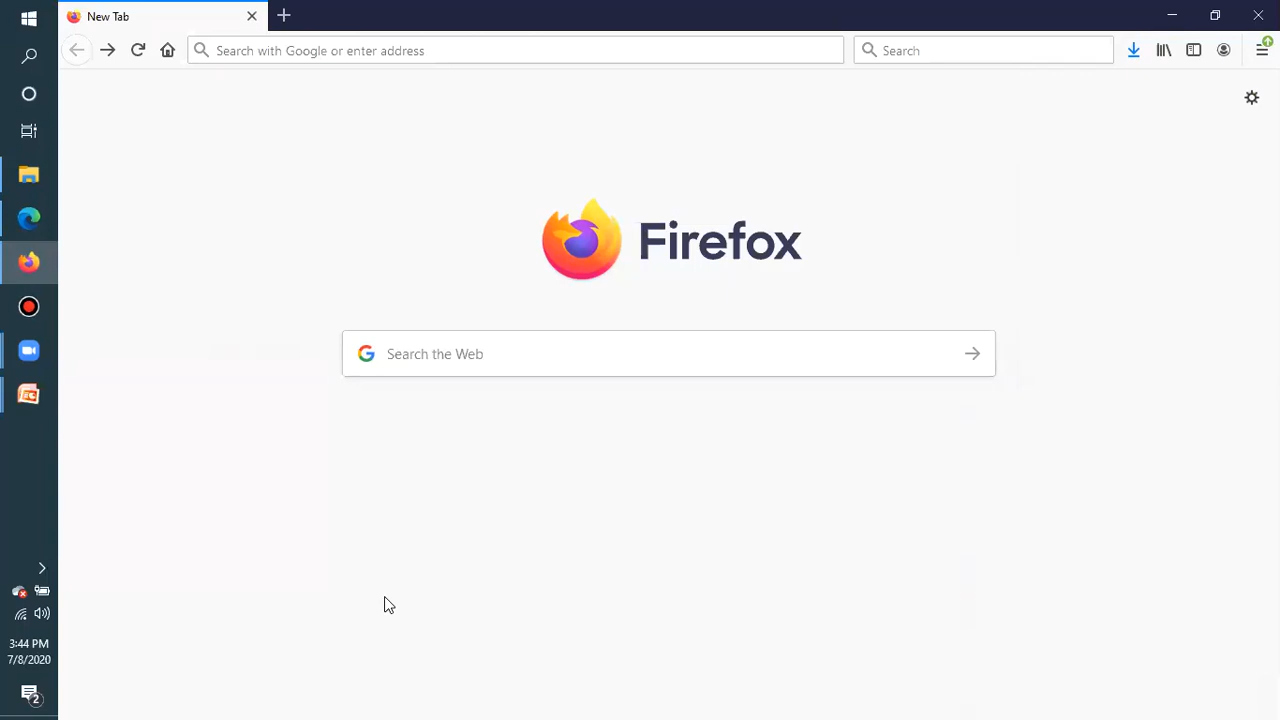 New Tab
Search with Google or enter address
Search
Firefox
Search the Web
3:44 PM
7/8/2020
2